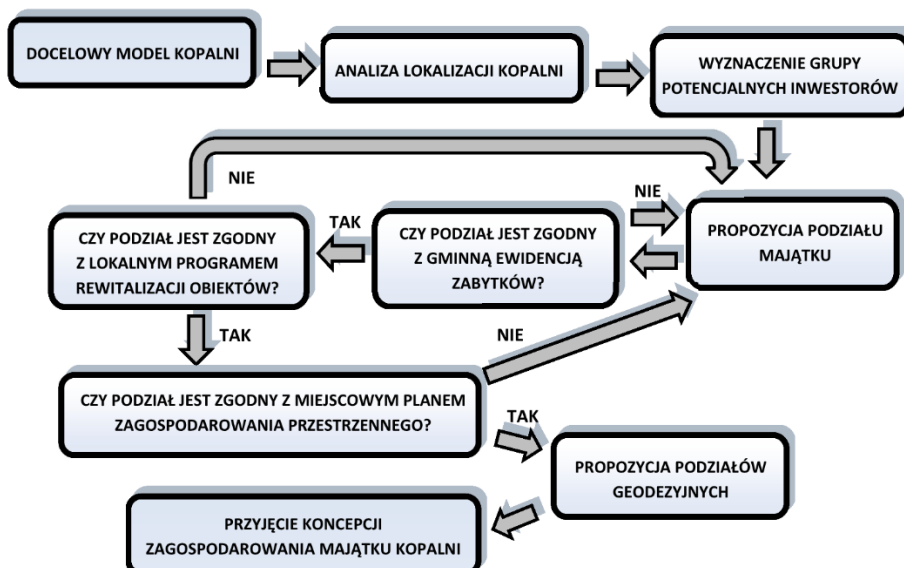 DOCELOWY MODEL KOPALNI
ANALIZA LOKALIZACJI KOPALNI
WYZNACZENIE GRUPY
POTENCJALNYCH INWESTORÓW
NIE
NIE
PROPOZYCJA PODZIAŁU
MAJĄTKU
CZY PODZIAŁ JEST ZGODNY
Z GMINNĄ EWIDENCJĄ
ZABYTKÓW?
TAK
CZY PODZIAŁ JEST ZGODNY
Z LOKALNYM PROGRAMEM
REWITALIZACJI OBIEKTÓW?
TAK
NIE
CZY PODZIAŁ JEST ZGODNY Z MIEJSCOWYM PLANEM
ZAGOSPODAROWANIA PRZESTRZENNEGO?
TAK
PROPOZYCJA PODZIAŁÓW
GEODEZYJNYCH
PRZYJĘCIE KONCEPCJI
ZAGOSPODAROWANIA MAJĄTKU KOPALNI